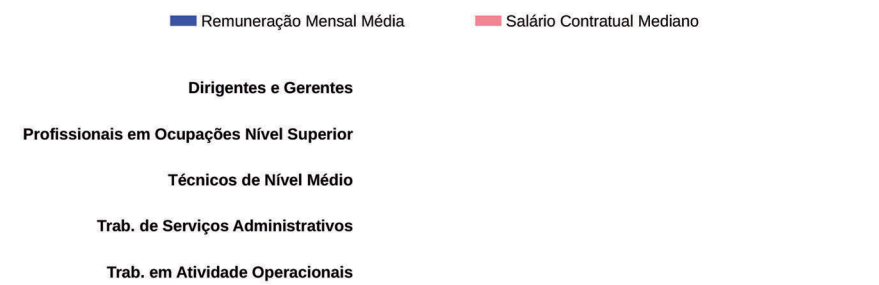 Remuneração Mensal Média Salário Contratual Mediano
Dirigentes e Gerentes
Profissionais em Ocupações Nível Superior
Técnicos de Nível Médio
Trab. de Serviços Administrativos
Trab. em Atividade Operacionais